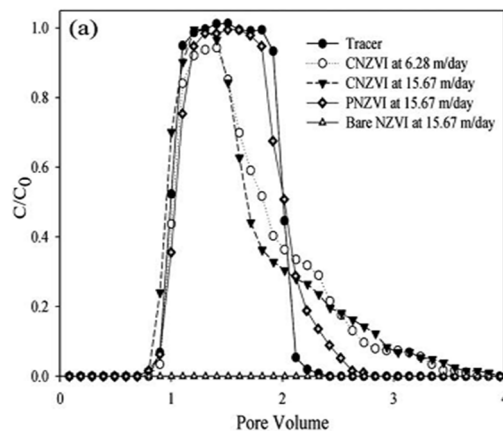 (a)
Tracer
CNZVI at 6.28 m/day
CNZVI at 15.67 m/day
PNZVI at 15.67 m/day
Bare NZVI at 15.67 m/day
C/C0
1.0
0.8
0.6
0.4
0.2
0.0
0 1 2 3 4
Pore Volume